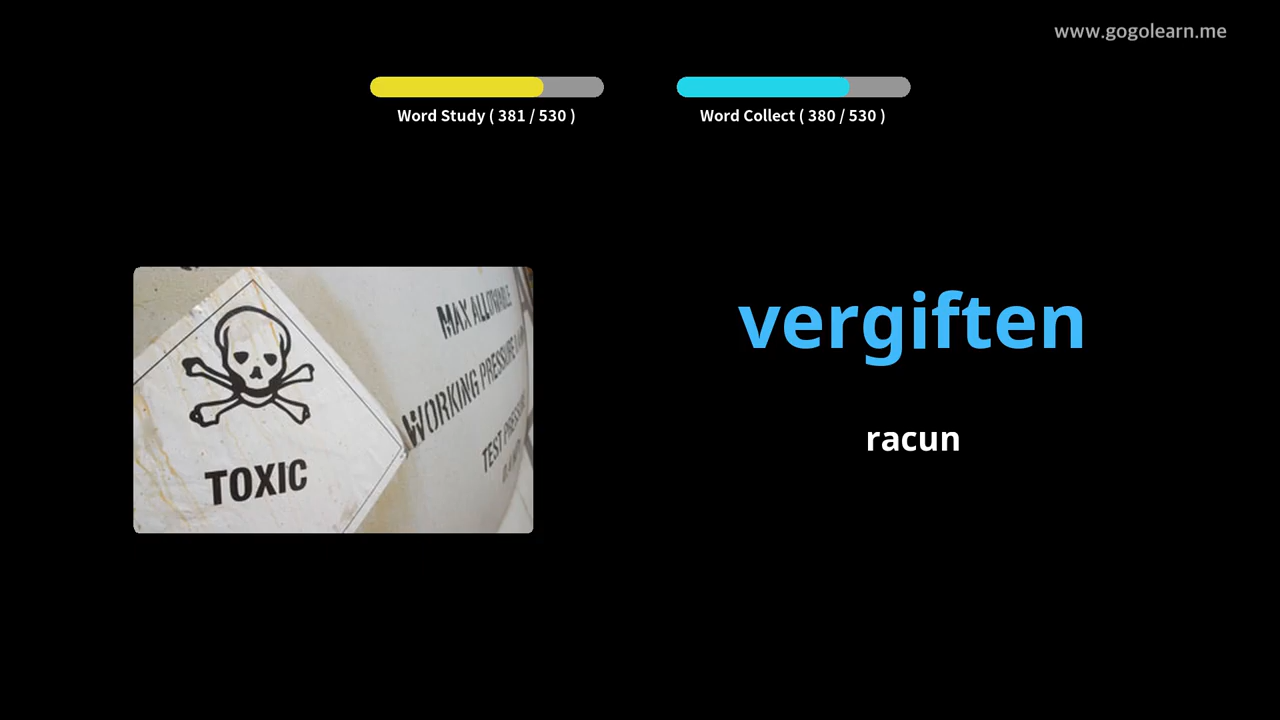 www.gogolearn.me
Word Study ( 381 / 530 )
Word Collect ( 380 / 530 )
MAX ALLOWABLE
WORKING PRESSURE
TEST PRESSURE
TOXIC
vergiften
racun